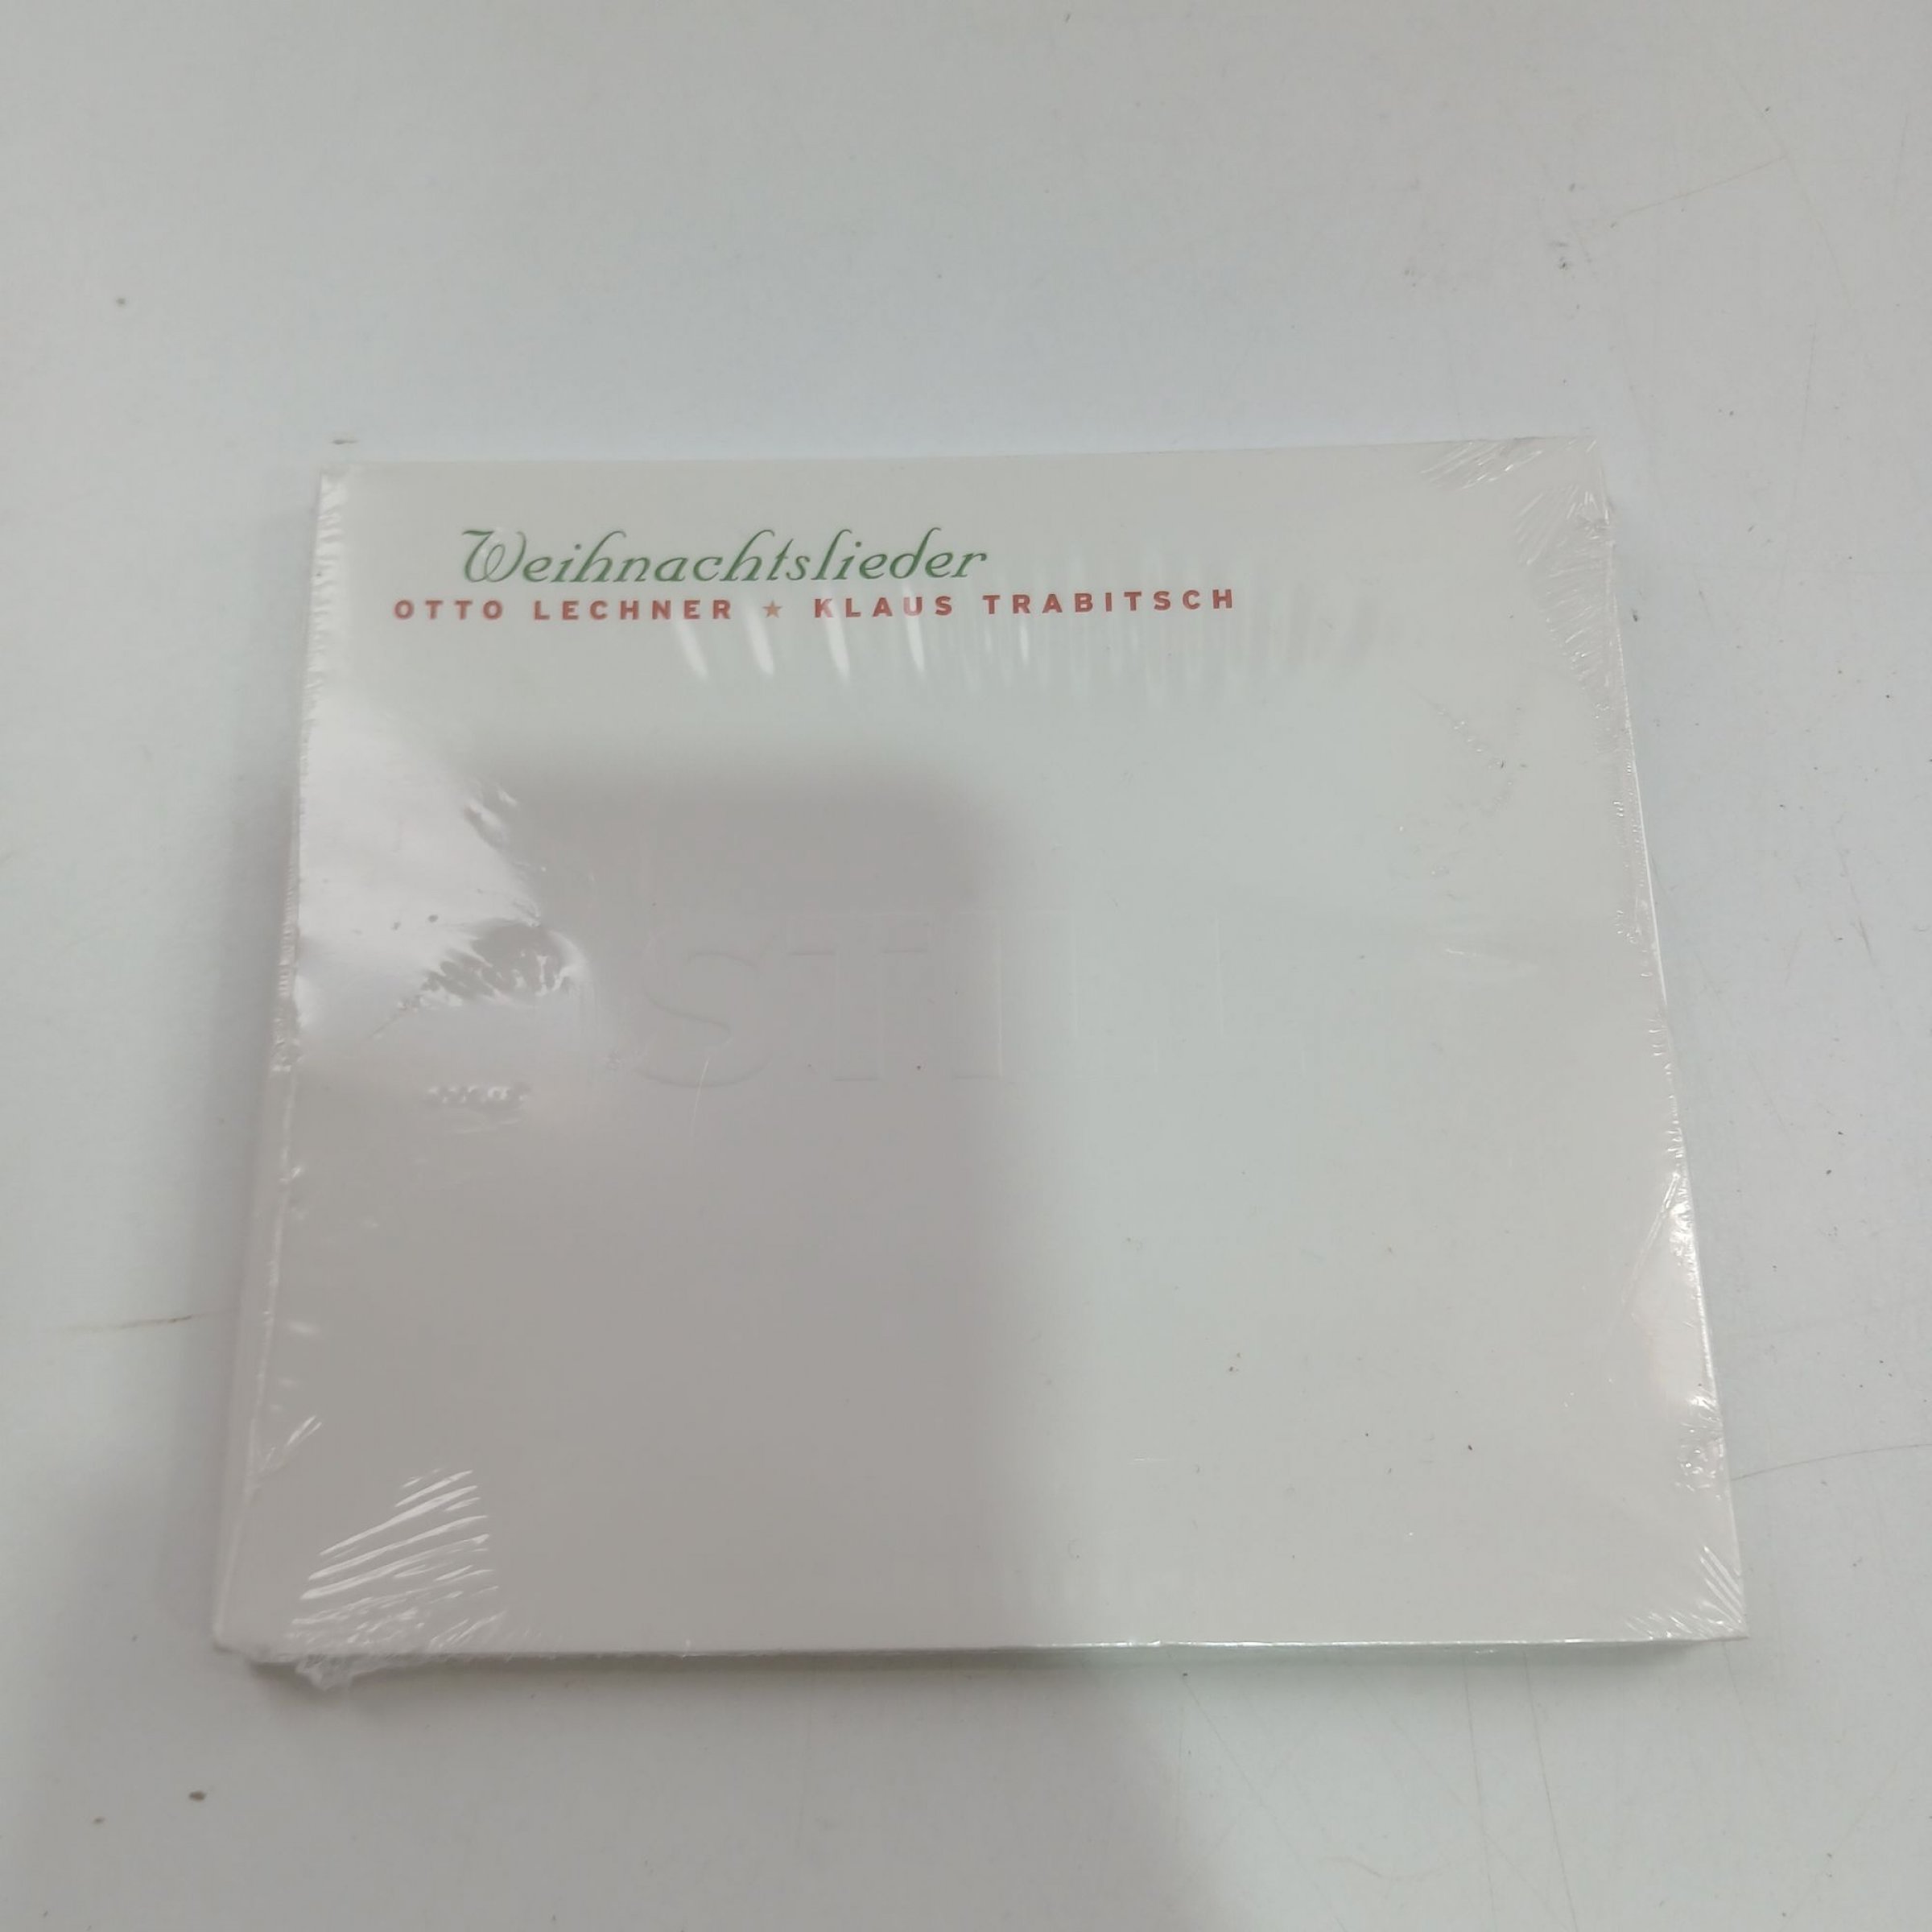 Weihnachtslieder
OTTO LECHNER ★ KLAUS TRABITSCH